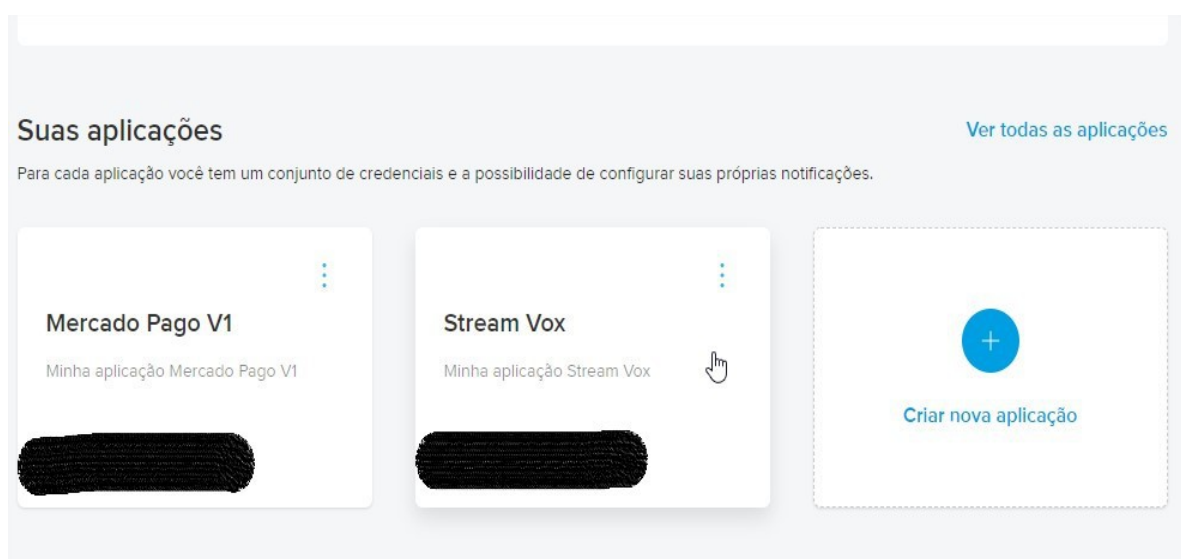 Suas aplicações
Ver todas as aplicações
Para cada aplicação você tem um conjunto de credenciais e a possibilidade de configurar suas próprias notificações.
Mercado Pago V1
Minha aplicação Mercado Pago V1
Stream Vox
Minha aplicação Stream Vox
Criar nova aplicação